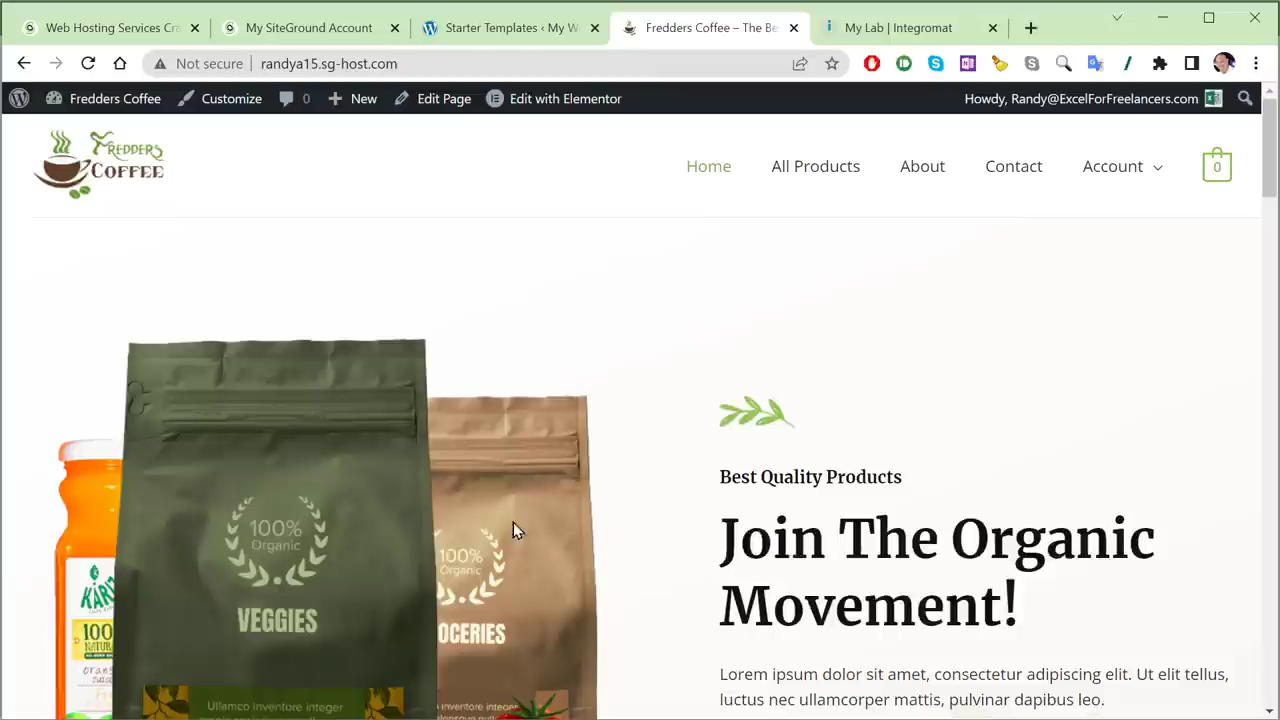 Web Hosting Services Cra
My SiteGround Account
Starter Templates ‹ My W
Fredders Coffee – The Be
My Lab | Integromat
Not secure
randya15.sg-host.com
Fredders Coffee
Customize
0
New
Edit Page
Edit with Elementor
Howdy, Randy@ExcelForFreelancers.com
FREDDERS
COFFEE
Home
All Products
About
Contact
Account
0
Best Quality Products
Join The Organic
Movement!
Lorem ipsum dolor sit amet, consectetur adipiscing elit. Ut elit tellus,
luctus nec ullamcorper mattis, pulvinar dapibus leo.
100%
Organic
VEGGIES
100%
Organic
OCERIES
Ullamco inventore integer